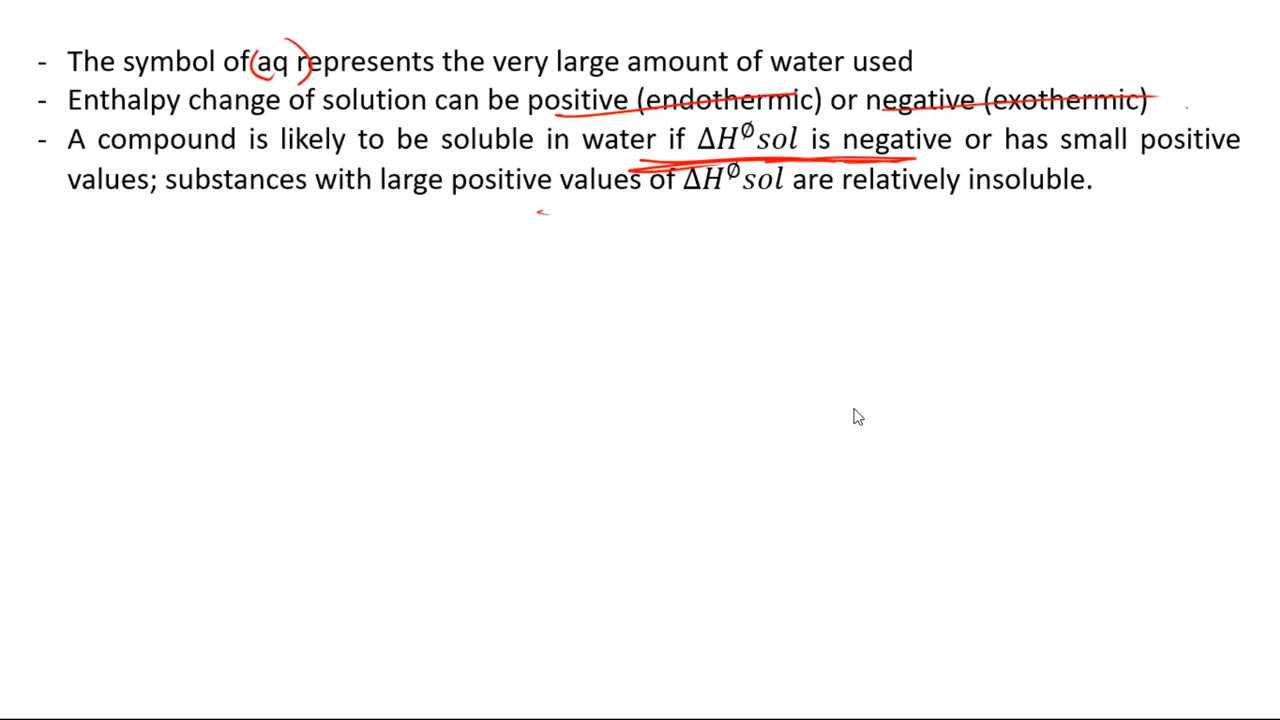 - The symbol of (aq) represents the very large amount of water used
- Enthalpy change of solution can be positive (endothermic) or negative (exothermic)
- A compound is likely to be soluble in water if ΔH^∅sol is negative or has small positive
values; substances with large positive values of ΔH^∅sol are relatively insoluble.